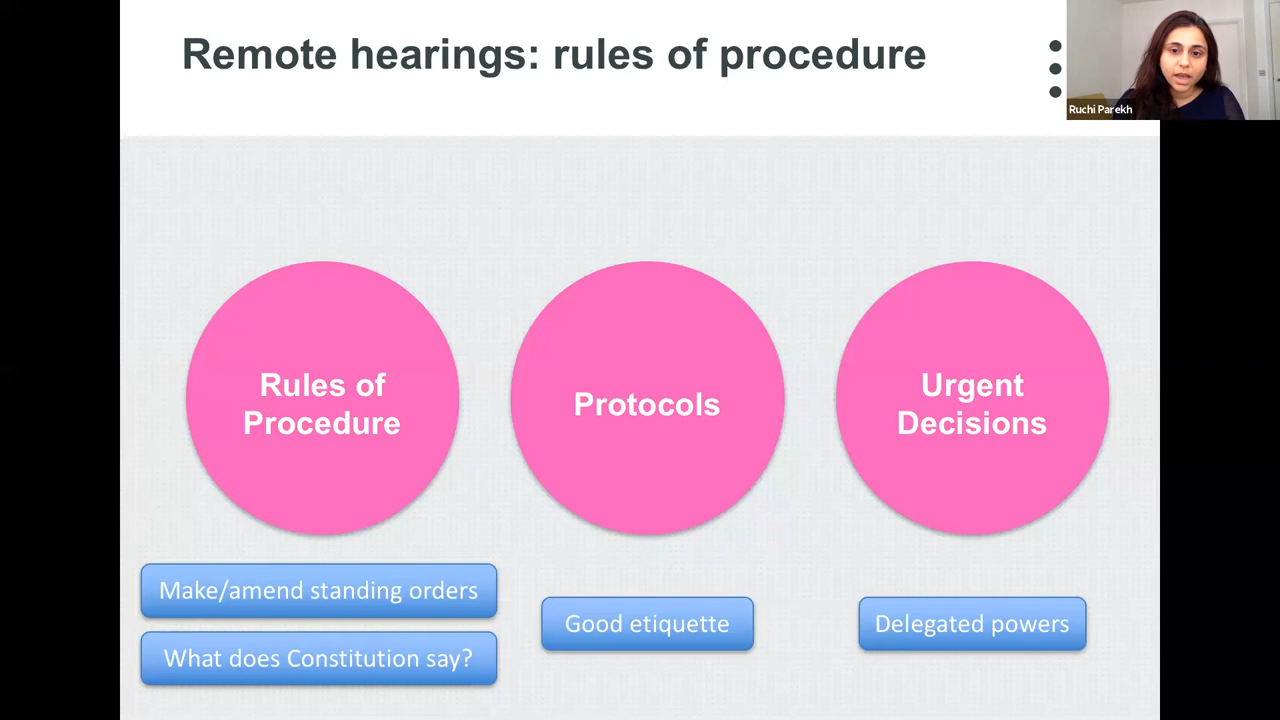 Remote hearings: rules of procedure
Ruchi Parekh
Rules of
Procedure
Protocols
Urgent
Decisions
Make/amend standing orders
What does Constitution say?
Good etiquette
Delegated powers